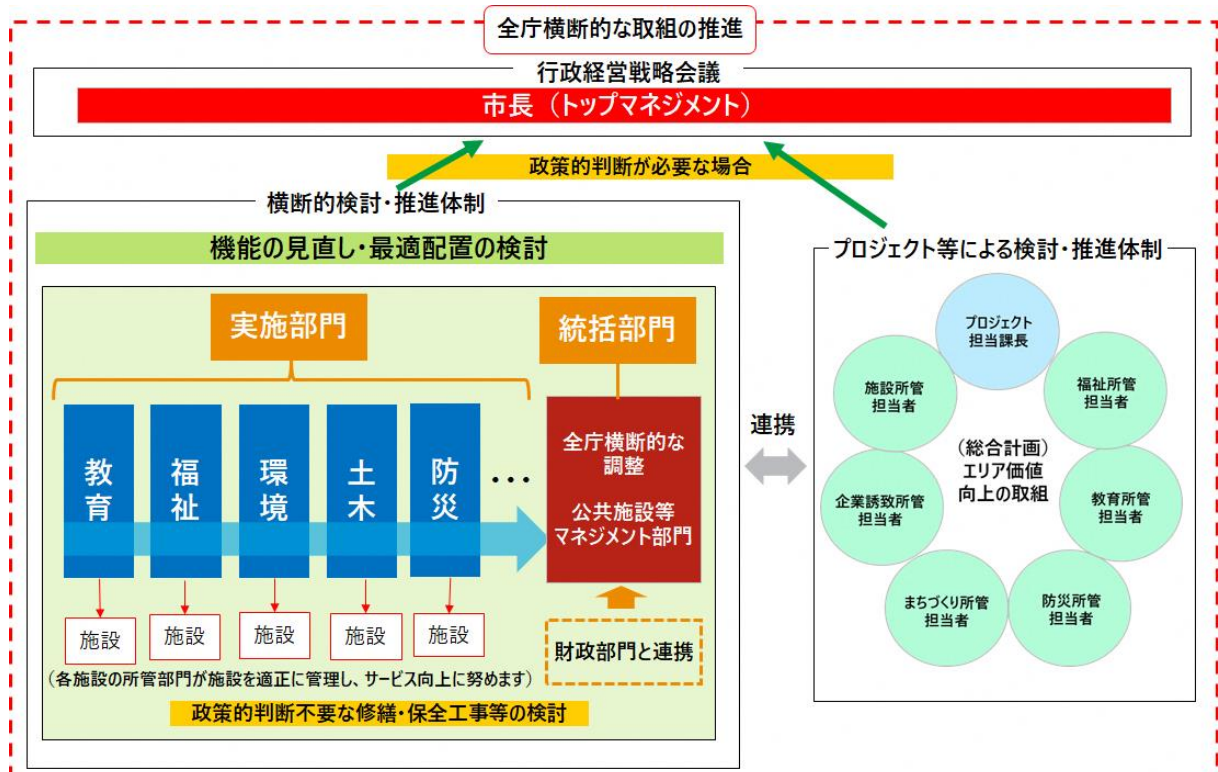 全庁横断的な取組の推進
行政経営戦略会議
市長（トップマネジメント）
政策的判断が必要な場合
横断的検討・推進体制
機能の見直し・最適配置の検討
実施部門
統括部門
教育
福祉
環境
土木
防災
・・・
全庁横断的な
調整
公共施設等
マネジメント部門
施設
施設
施設
施設
施設
財政部門と連携
（各施設の所管部門が施設を適正に管理し、サービス向上に努めます）
政策的判断不要な修繕・保全工事等の検討
連携
プロジェクト等による検討・推進体制
プロジェクト
担当課長
施設所管
担当者
福祉所管
担当者
（総合計画）
エリア価値
向上の取組
企業誘致所管
担当者
教育所管
担当者
まちづくり所管
担当者
防災所管
担当者